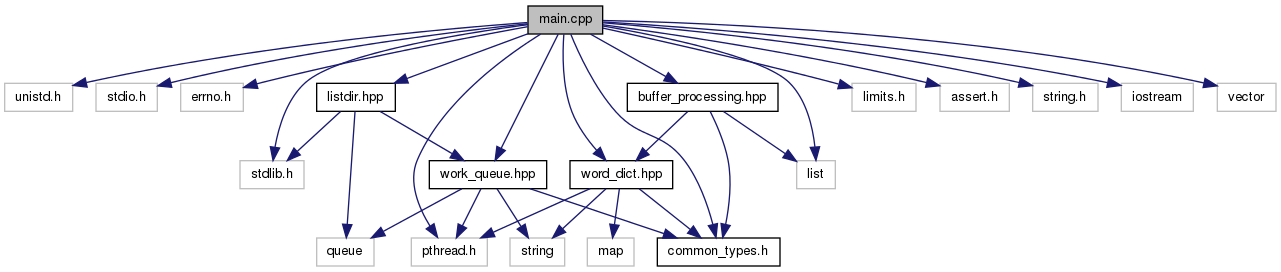 main.cpp
unistd.h
stdio.h
errno.h
listdir.hpp
buffer_processing.hpp
limits.h
assert.h
string.h
iostream
vector
stdlib.h
work_queue.hpp
word_dict.hpp
list
queue
pthread.h
string
map
common_types.h